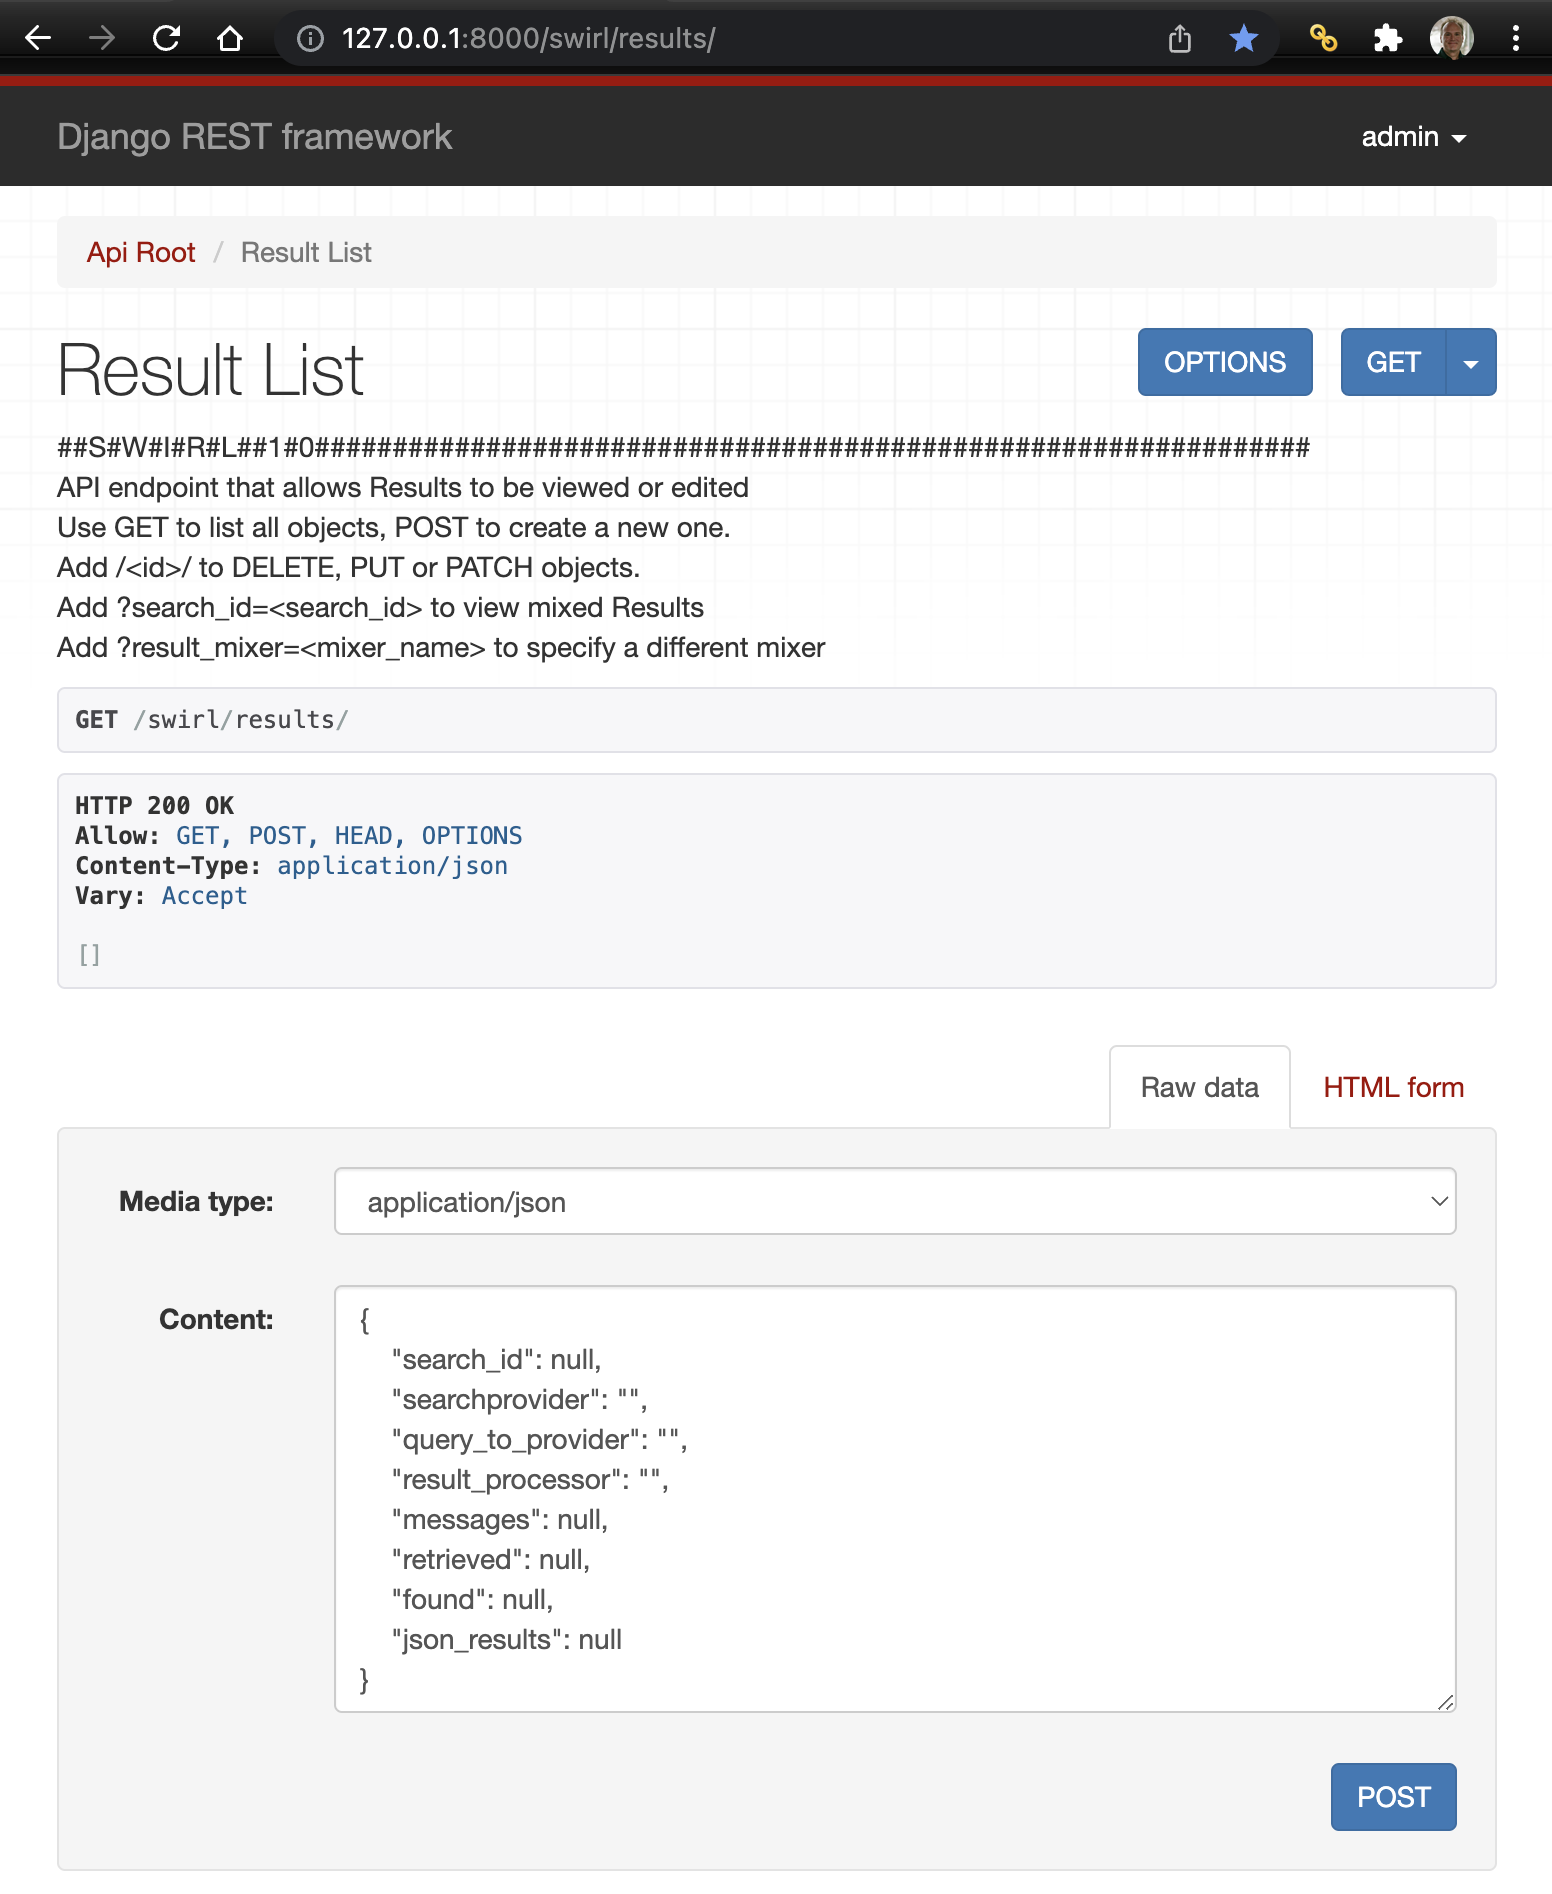 127.0.0.1:8000/swirl/results/
Django REST framework
admin
Api Root / Result List
Result List
OPTIONS
GET
##S#W#I#R#L##1#0################################################################
API endpoint that allows Results to be viewed or edited
Use GET to list all objects, POST to create a new one.
Add /<id>/ to DELETE, PUT or PATCH objects.
Add ?search_id=<search_id> to view mixed Results
Add ?result_mixer=<mixer_name> to specify a different mixer
GET /swirl/results/
HTTP 200 OK
Allow: GET, POST, HEAD, OPTIONS
Content-Type: application/json
Vary: Accept
[]
Raw data
HTML form
Media type:
application/json
Content:
{
"search_id": null,
"searchprovider": "",
"query_to_provider": "",
"result_processor": "",
"messages": null,
"retrieved": null,
"found": null,
"json_results": null
}
POST